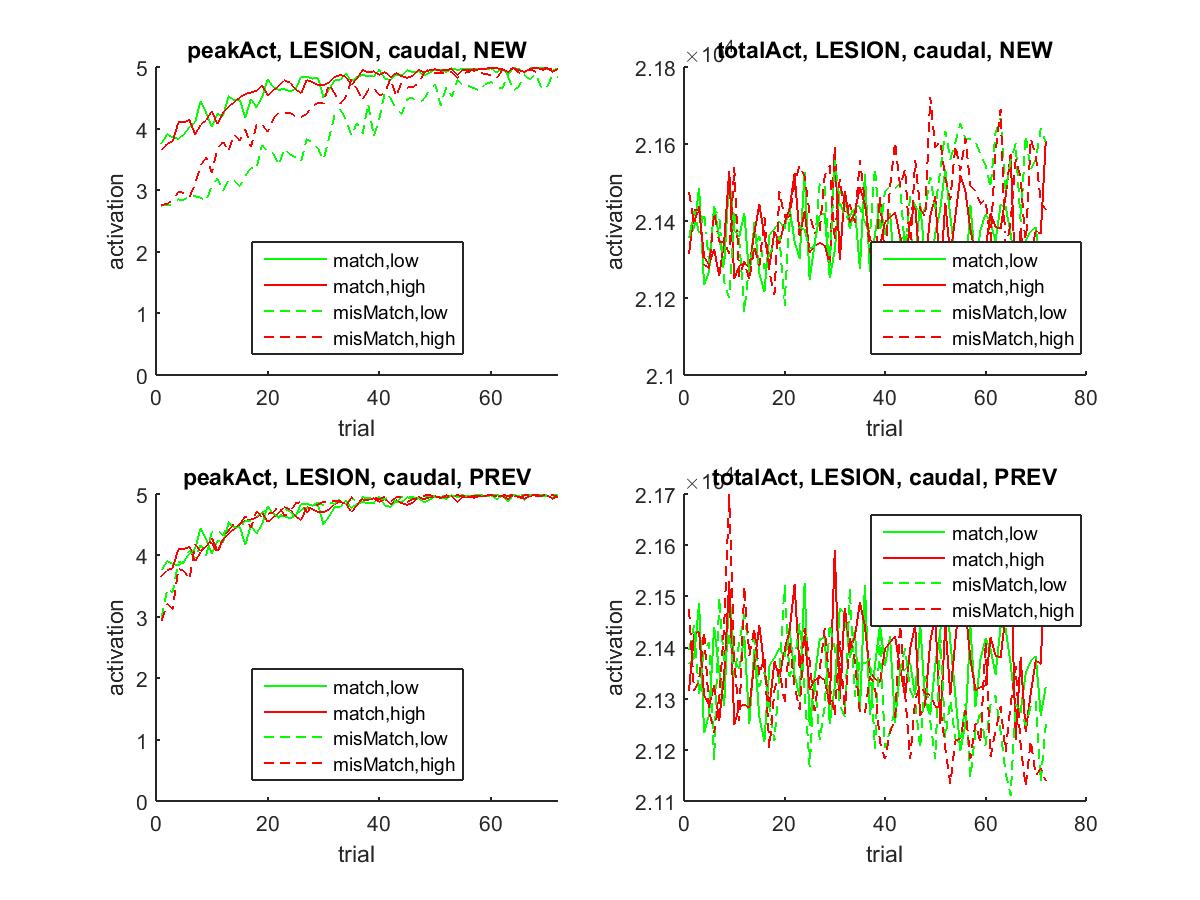 peakAct, LESION, caudal, NEW
5
4
3
2
1
0
activation
match,low
match,high
misMatch,low
misMatch,high
0 20 40 60
trial
×10⁴
totalAct, LESION, caudal, NEW
2.18
2.16
2.14
2.12
2.1
activation
match,low
match,high
misMatch,low
misMatch,high
0 20 40 60 80
trial
peakAct, LESION, caudal, PREV
5
4
3
2
1
0
activation
match,low
match,high
misMatch,low
misMatch,high
0 20 40 60
trial
×10⁴
totalAct, LESION, caudal, PREV
2.17
2.16
2.15
2.14
2.13
2.12
2.11
activation
match,low
match,high
misMatch,low
misMatch,high
0 20 40 60 80
trial